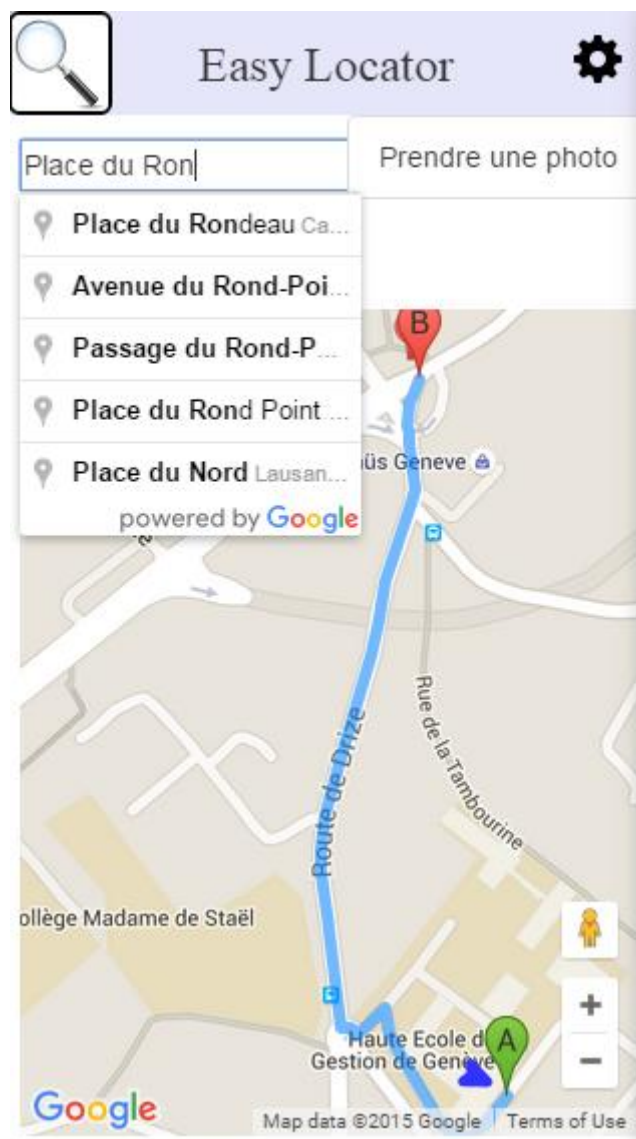 Easy Locator
Place du Ron
Prendre une photo
Place du Rondeau Ca...
Avenue du Rond-Poi...
Passage du Rond-P...
Place du Rond Point ...
Place du Nord Lausan...
powered by Google
B
üs Geneve
Rue de la Tambourine
Route de Drize
ollège Madame de Staël
Haute Ecole d
Gestion de Genève
A
+
−
Google
Map data ©2015 Google
Terms of Use